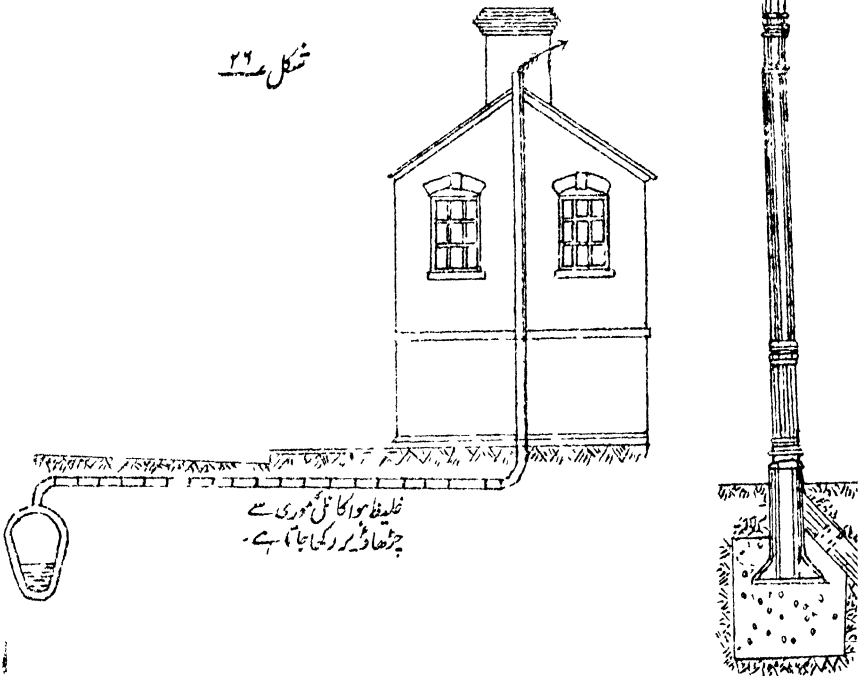 شکل ۲۶
غلیظ ہوا کا نل موری سے
چڑھاؤ پر رکھا جاتا ہے۔